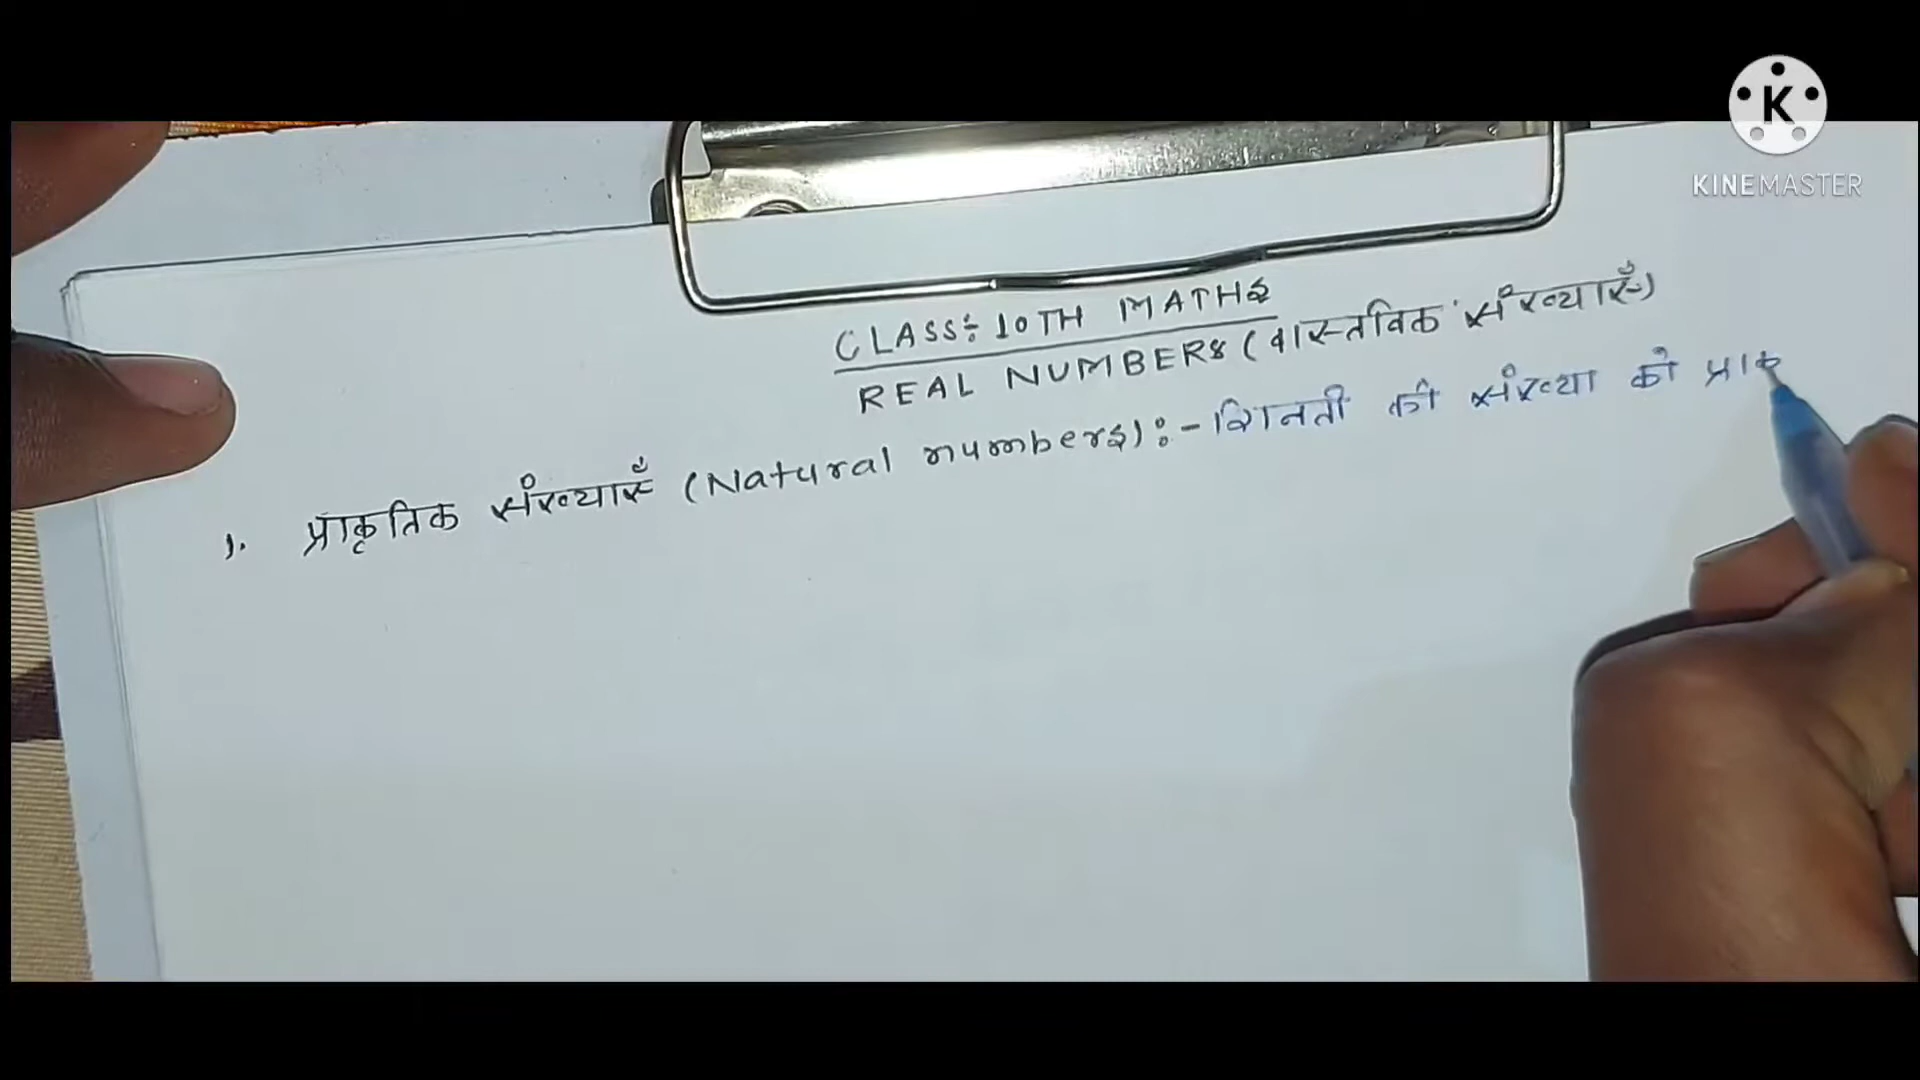 KINEMASTER
CLASS:- 10TH MATHS
REAL NUMBERS (वास्तविक संख्याएँ)
1. प्राकृतिक संख्याएँ (Natural numbers):- गिनती की संख्या को प्राक